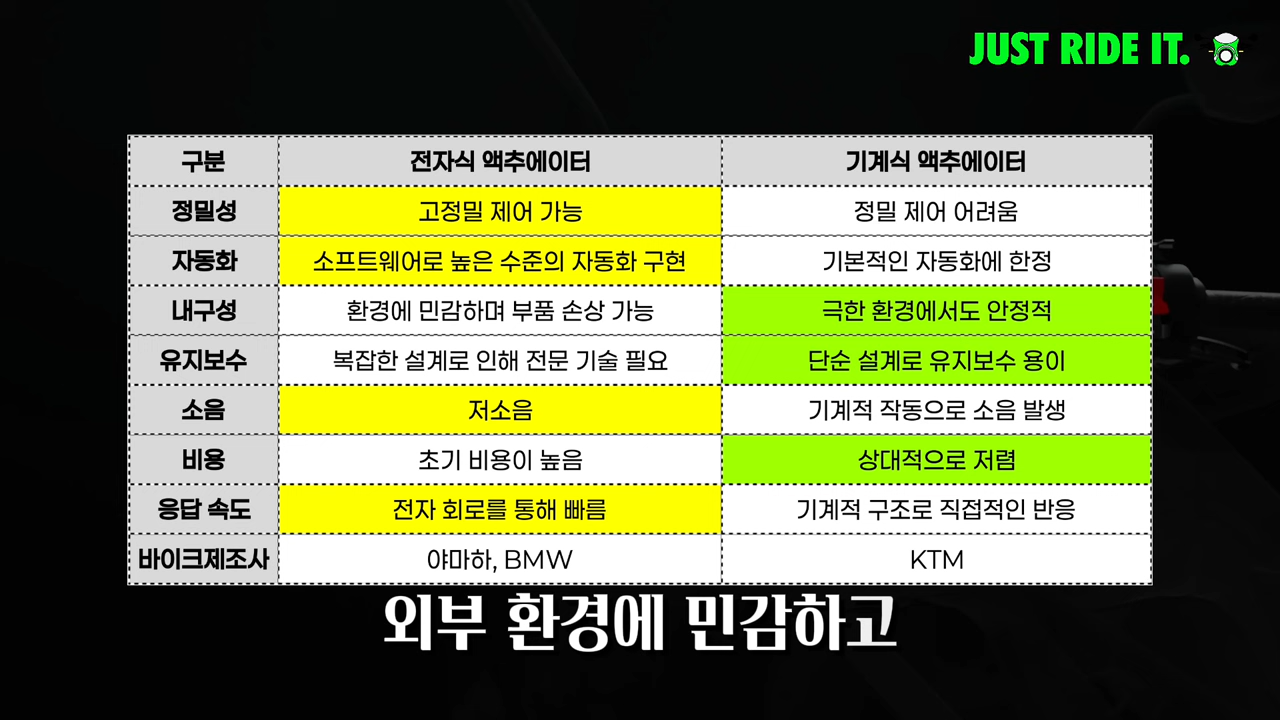 JUST RIDE IT.
구분 전자식 액추에이터 기계식 액추에이터
정밀성 고정밀 제어 가능 정밀 제어 어려움
자동화 소프트웨어로 높은 수준의 자동화 구현 기본적인 자동화에 한정
내구성 환경에 민감하며 부품 손상 가능 극한 환경에서도 안정적
유지보수 복잡한 설계로 인해 전문 기술 필요 단순 설계로 유지보수 용이
소음 저소음 기계적 작동으로 소음 발생
비용 초기 비용이 높음 상대적으로 저렴
응답 속도 전자 회로를 통해 빠름 기계적 구조로 직접적인 반응
바이크제조사 야마하, BMW KTM
외부 환경에 민감하고